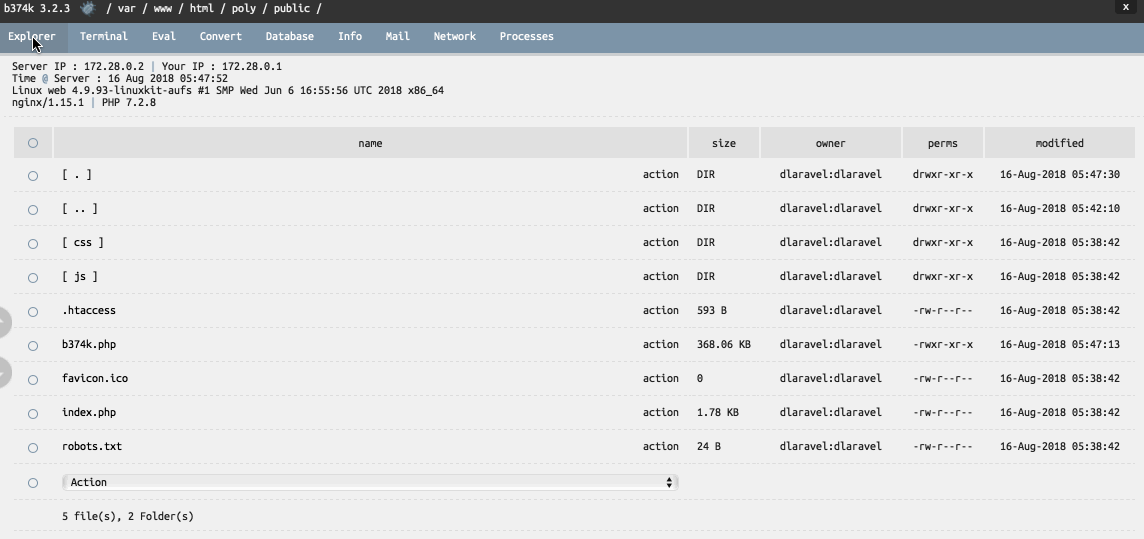 b374k 3.2.3 / var / www / html / poly / public / x
Explorer Terminal Eval Convert Database Info Mail Network Processes
Server IP : 172.28.0.2 | Your IP : 172.28.0.1
Time @ Server : 16 Aug 2018 05:47:52
Linux web 4.9.93-linuxkit-aufs #1 SMP Wed Jun 6 16:55:56 UTC 2018 x86_64
nginx/1.15.1 | PHP 7.2.8
name size owner perms modified
[ . ] action DIR dlaravel:dlaravel drwxr-xr-x 16-Aug-2018 05:47:30
[ .. ] action DIR dlaravel:dlaravel drwxr-xr-x 16-Aug-2018 05:42:10
[ css ] action DIR dlaravel:dlaravel drwxr-xr-x 16-Aug-2018 05:38:42
[ js ] action DIR dlaravel:dlaravel drwxr-xr-x 16-Aug-2018 05:38:42
.htaccess action 593 B dlaravel:dlaravel -rw-r--r-- 16-Aug-2018 05:38:42
b374k.php action 368.06 KB dlaravel:dlaravel -rwxr-xr-x 16-Aug-2018 05:47:13
favicon.ico action 0 dlaravel:dlaravel -rw-r--r-- 16-Aug-2018 05:38:42
index.php action 1.78 KB dlaravel:dlaravel -rw-r--r-- 16-Aug-2018 05:38:42
robots.txt action 24 B dlaravel:dlaravel -rw-r--r-- 16-Aug-2018 05:38:42
Action
5 file(s), 2 Folder(s)